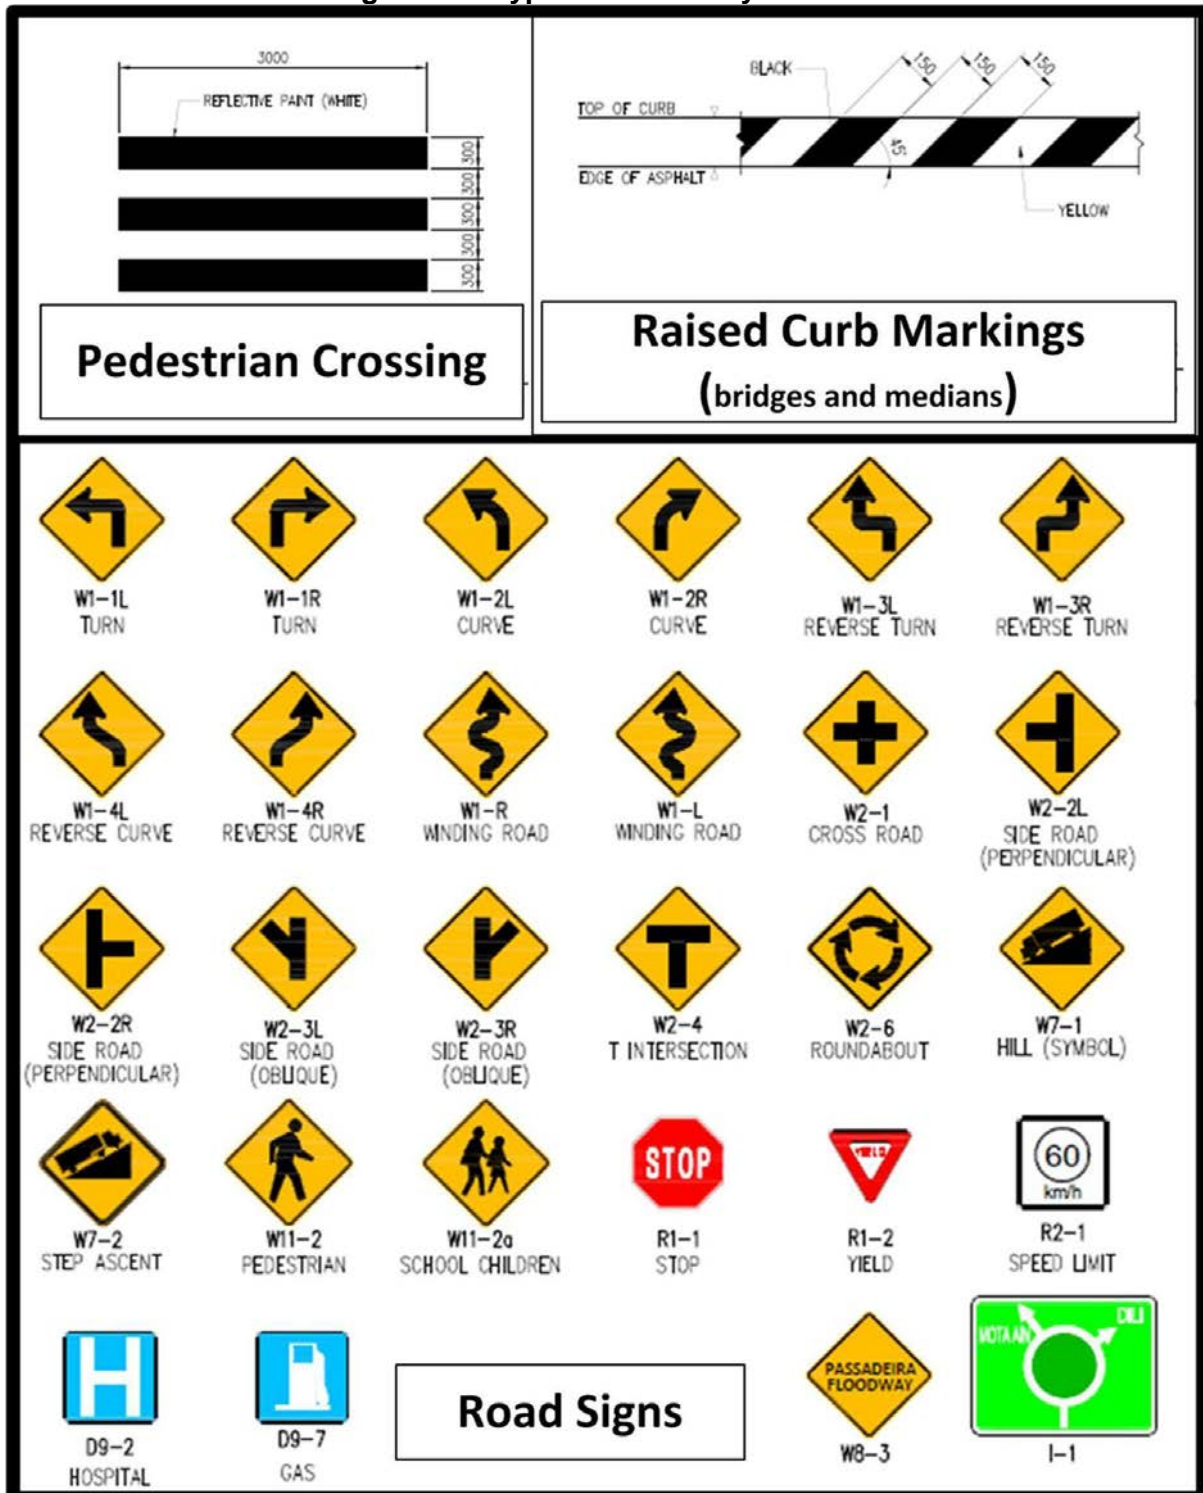 3000
REFLECTIVE PAINT (WHITE)
300
300
300
300
300
Pedestrian Crossing
BLACK
150
150
150
TOP OF CURB
45°
EDGE OF ASPHALT
YELLOW
Raised Curb Markings
(bridges and medians)
W1-1L
TURN
W1-1R
TURN
W1-2L
CURVE
W1-2R
CURVE
W1-3L
REVERSE TURN
W1-3R
REVERSE TURN
W1-4L
REVERSE CURVE
W1-4R
REVERSE CURVE
W1-R
WINDING ROAD
W1-L
WINDING ROAD
W2-1
CROSS ROAD
W2-2L
SIDE ROAD
(PERPENDICULAR)
W2-2R
SIDE ROAD
(PERPENDICULAR)
W2-3L
SIDE ROAD
(OBLIQUE)
W2-3R
SIDE ROAD
(OBLIQUE)
W2-4
T INTERSECTION
W2-6
ROUNDABOUT
W7-1
HILL (SYMBOL)
W7-2
STEP ASCENT
W11-2
PEDESTRIAN
W11-2a
SCHOOL CHILDREN
STOP
R1-1
STOP
YIELD
R1-2
YIELD
60
km/h
R2-1
SPEED LIMIT
H
D9-2
HOSPITAL
D9-7
GAS
Road Signs
PASSADEIRA
FLOODWAY
W8-3
MOTAAIN
DILI
I-1